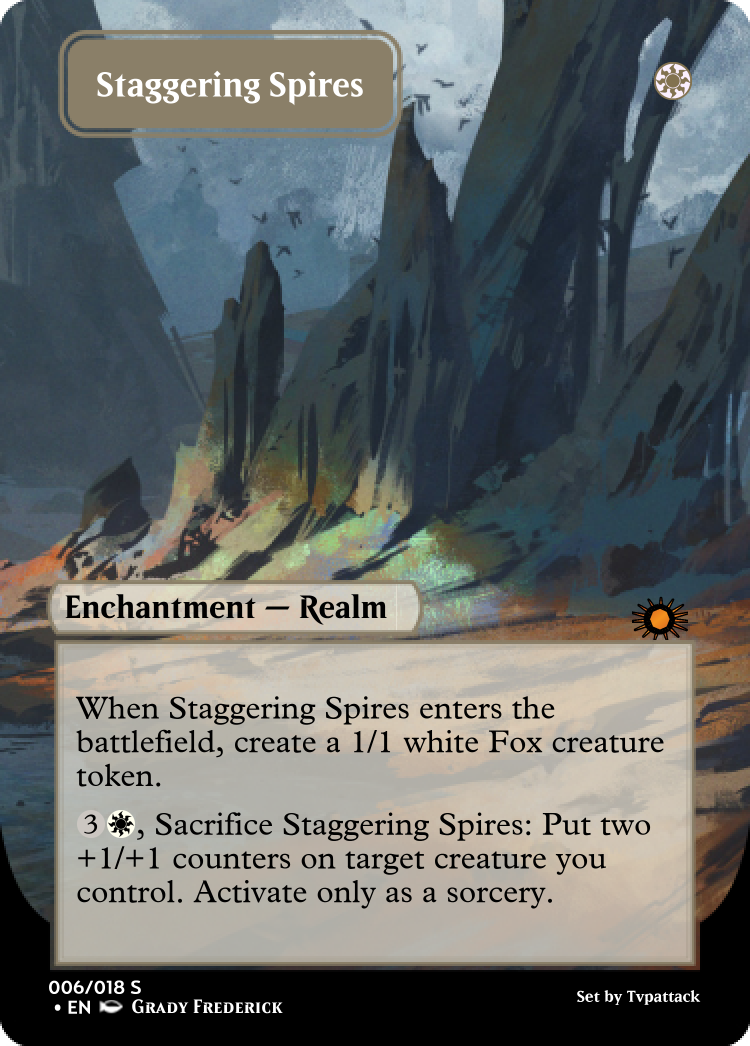 Staggering Spires
Enchantment — Realm
When Staggering Spires enters the
battlefield, create a 1/1 white Fox creature
token.
3, Sacrifice Staggering Spires: Put two
+1/+1 counters on target creature you
control. Activate only as a sorcery.
006/018 S
• EN Grady Frederick
Set by Tvpattack